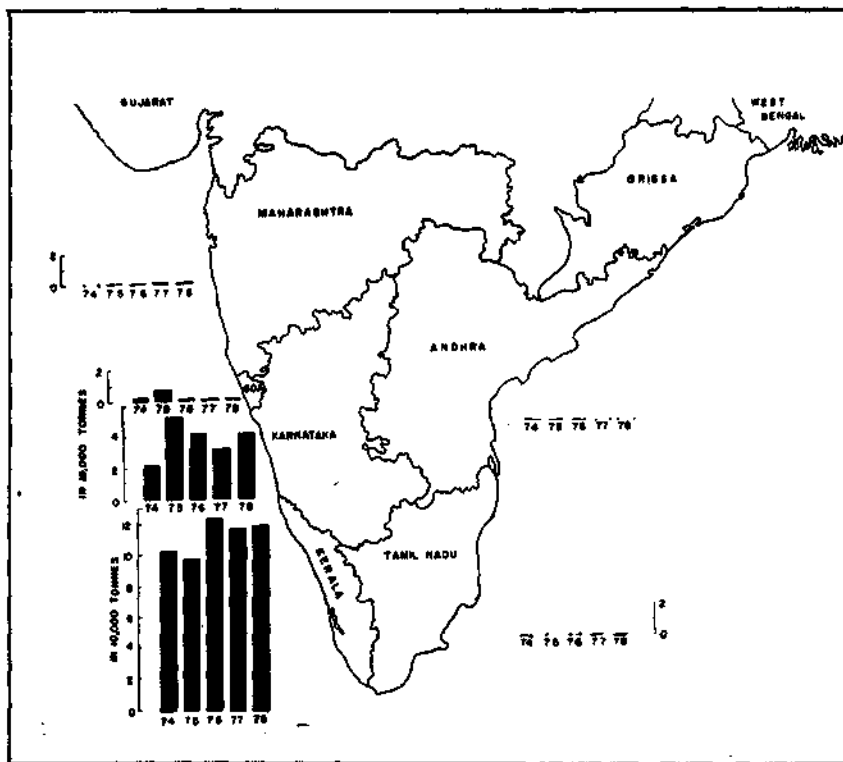 GUJARAT
WEST
BENGAL
ORISSA
MAHARASHTRA
2
0
74 75 76 77 78
ANDHRA
2
0
GOA
74 75 76 77 78
74 75 76 77 78
KARNATAKA
IN 10,000 TONNES
4
2
0
74 75 76 77 78
KERALA
TAMIL NADU
IN 10,000 TONNES
12
10
8
6
4
2
0
74 75 76 77 78
2
0
74 75 76 77 78